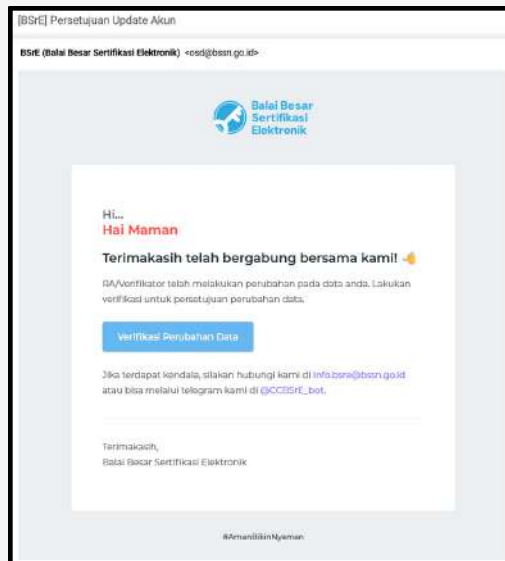 [BSrE] Persetujuan Update Akun
BSrE (Balai Besar Sertifikasi Elektronik) <osd@bssn.go.id>
Balai Besar
Sertifikasi
Elektronik
Hi...
Hai Maman
Terimakasih telah bergabung bersama kami! 🤙
RA/Verifikator telah melakukan perubahan pada data anda. Lakukan
verifikasi untuk persetujuan perubahan data.
Verifikasi Perubahan Data
Jika terdapat kendala, silakan hubungi kami di info.bsre@bssn.go.id
atau bisa melalui telegram kami di @CCBSrE_bot.
Terimakasih,
Balai Besar Sertifikasi Elektronik
#AmanBikinNyaman